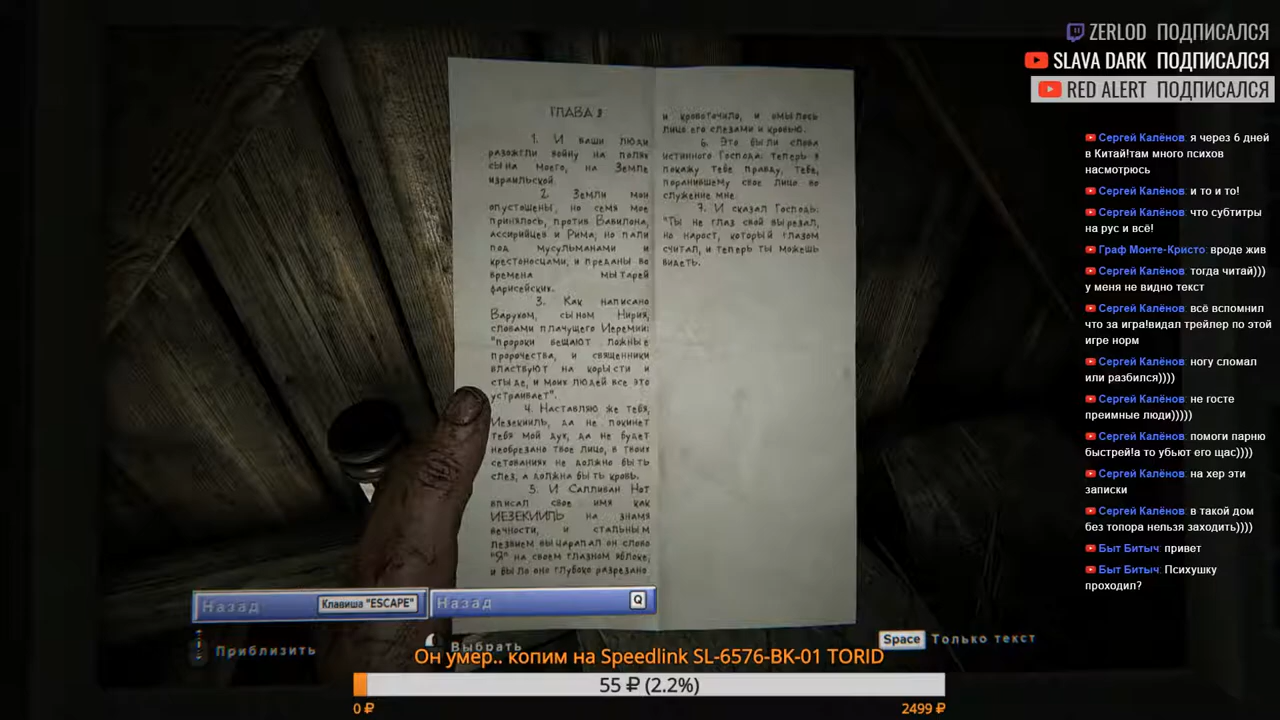 ZERLOD ПОДПИСАЛСЯ
SLAVA DARK ПОДПИСАЛСЯ
RED ALERT ПОДПИСАЛСЯ
ГЛАВА
1. И ваши люди
разожгли войну на полях
сына моего, на Земле
израильской.
2. Земли мои
опустошены, но семя мое
принялось, против Вавилона,
ассирийцев и Рима; но пали
под мусульманами и
крестоносцами, и преданы во
времена мытарей
фарисейских.
3. Как написано
Варухом, сыном Нирия,
словами плачущего Иеремии:
"пророки вещают ложные
пророчества, и священники
властвуют на корысти и
стыде, и моих людей все это
устраивает".
4. Наставляю же тебя,
Иезекииль, да не покинет
тебя мой дух, да не будет
необрезано твое лицо, в твоих
сетованиях не должно быть
слез, а должна быть кровь.
5. И Салливан Нот
вписал свое имя как
ИЕЗЕКИИЛЬ на знамя
вечности, и стальным
лезвием выцарапал он слово
"Я" на своем глазном яблоке,
и было оно глубоко разрезано
и кровоточило, и омылось
лицо его слезами и кровью.
6. Это были слова
истинного Господа: теперь я
покажу тебе правду, тебе,
поранившему свое лицо во
служение мне.
7. И сказал Господь:
"Ты не глаз свой вырезал,
но нарост, который глазом
считал, и теперь ты можешь
видеть.
Сергей Калёнов: я через 6 дней
в Китай!там много психов
насмотрюсь
Сергей Калёнов: и то и то!
Сергей Калёнов: что субтитры
на рус и всё!
Граф Монте-Кристо: вроде жив
Сергей Калёнов: тогда читай)))
у меня не видно текст
Сергей Калёнов: всё вспомнил
что за игра!видал трейлер по этой
игре норм
Сергей Калёнов: ногу сломал
или разбился))))
Сергей Калёнов: не госте
преимные люди)))))
Сергей Калёнов: помоги парню
быстрей!а то убьют его щас))))
Сергей Калёнов: на хер эти
записки
Сергей Калёнов: в такой дом
без топора нельзя заходить))))
Быт Битыч: привет
Быт Битыч: Психушку
проходил?
Назад Клавиша "ESCAPE" Назад Q
Приблизить Выбрать Space Только текст
Он умер.. копим на Speedlink SL-6576-BK-01 TORID
55 ₽ (2.2%)
0 ₽ 2499 ₽